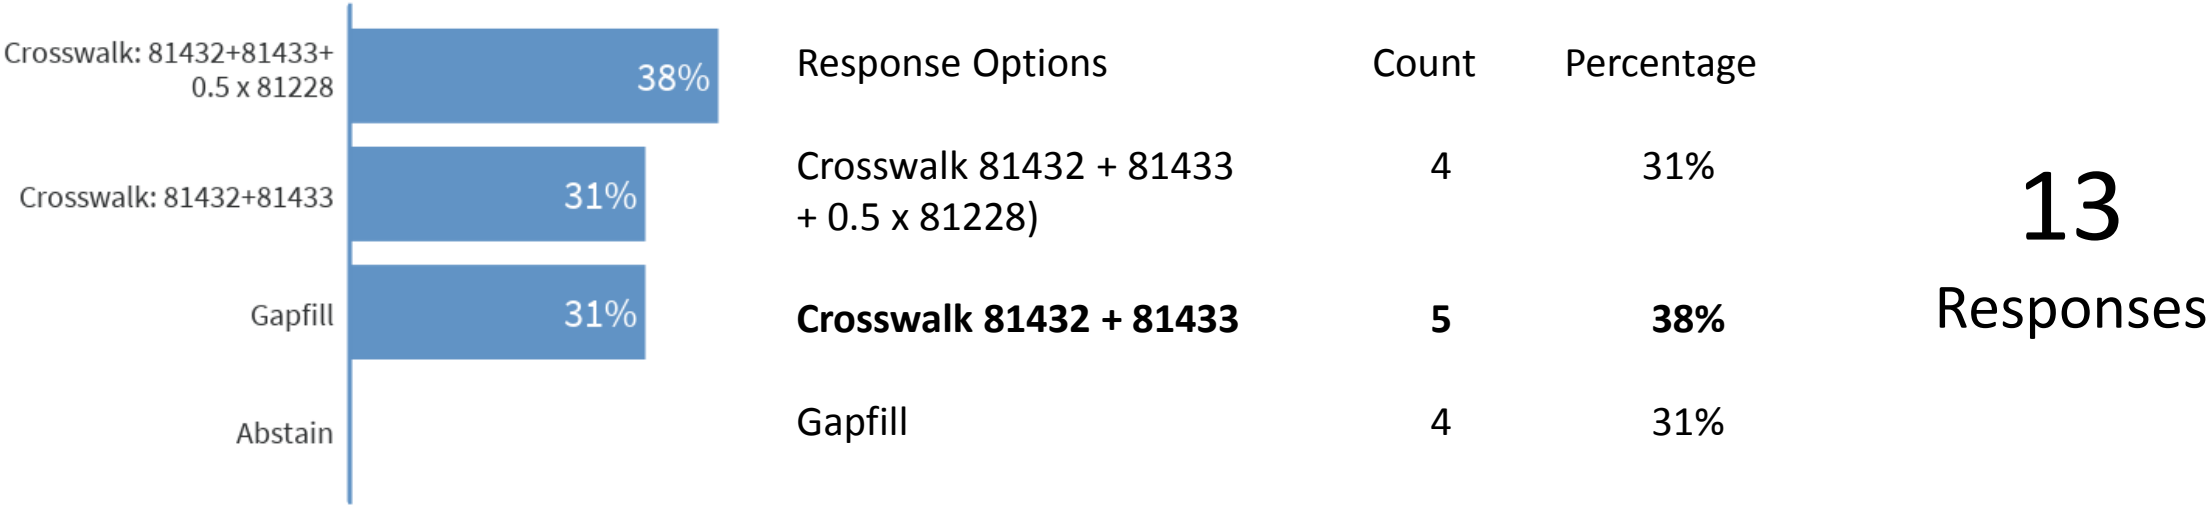 Crosswalk: 81432+81433+
0.5 x 81228
38%
Crosswalk: 81432+81433
31%
Gapfill
31%
Abstain
Response Options Count Percentage
Crosswalk 81432 + 81433 4 31%
+ 0.5 x 81228)
Crosswalk 81432 + 81433 5 38%
Gapfill 4 31%
13
Responses